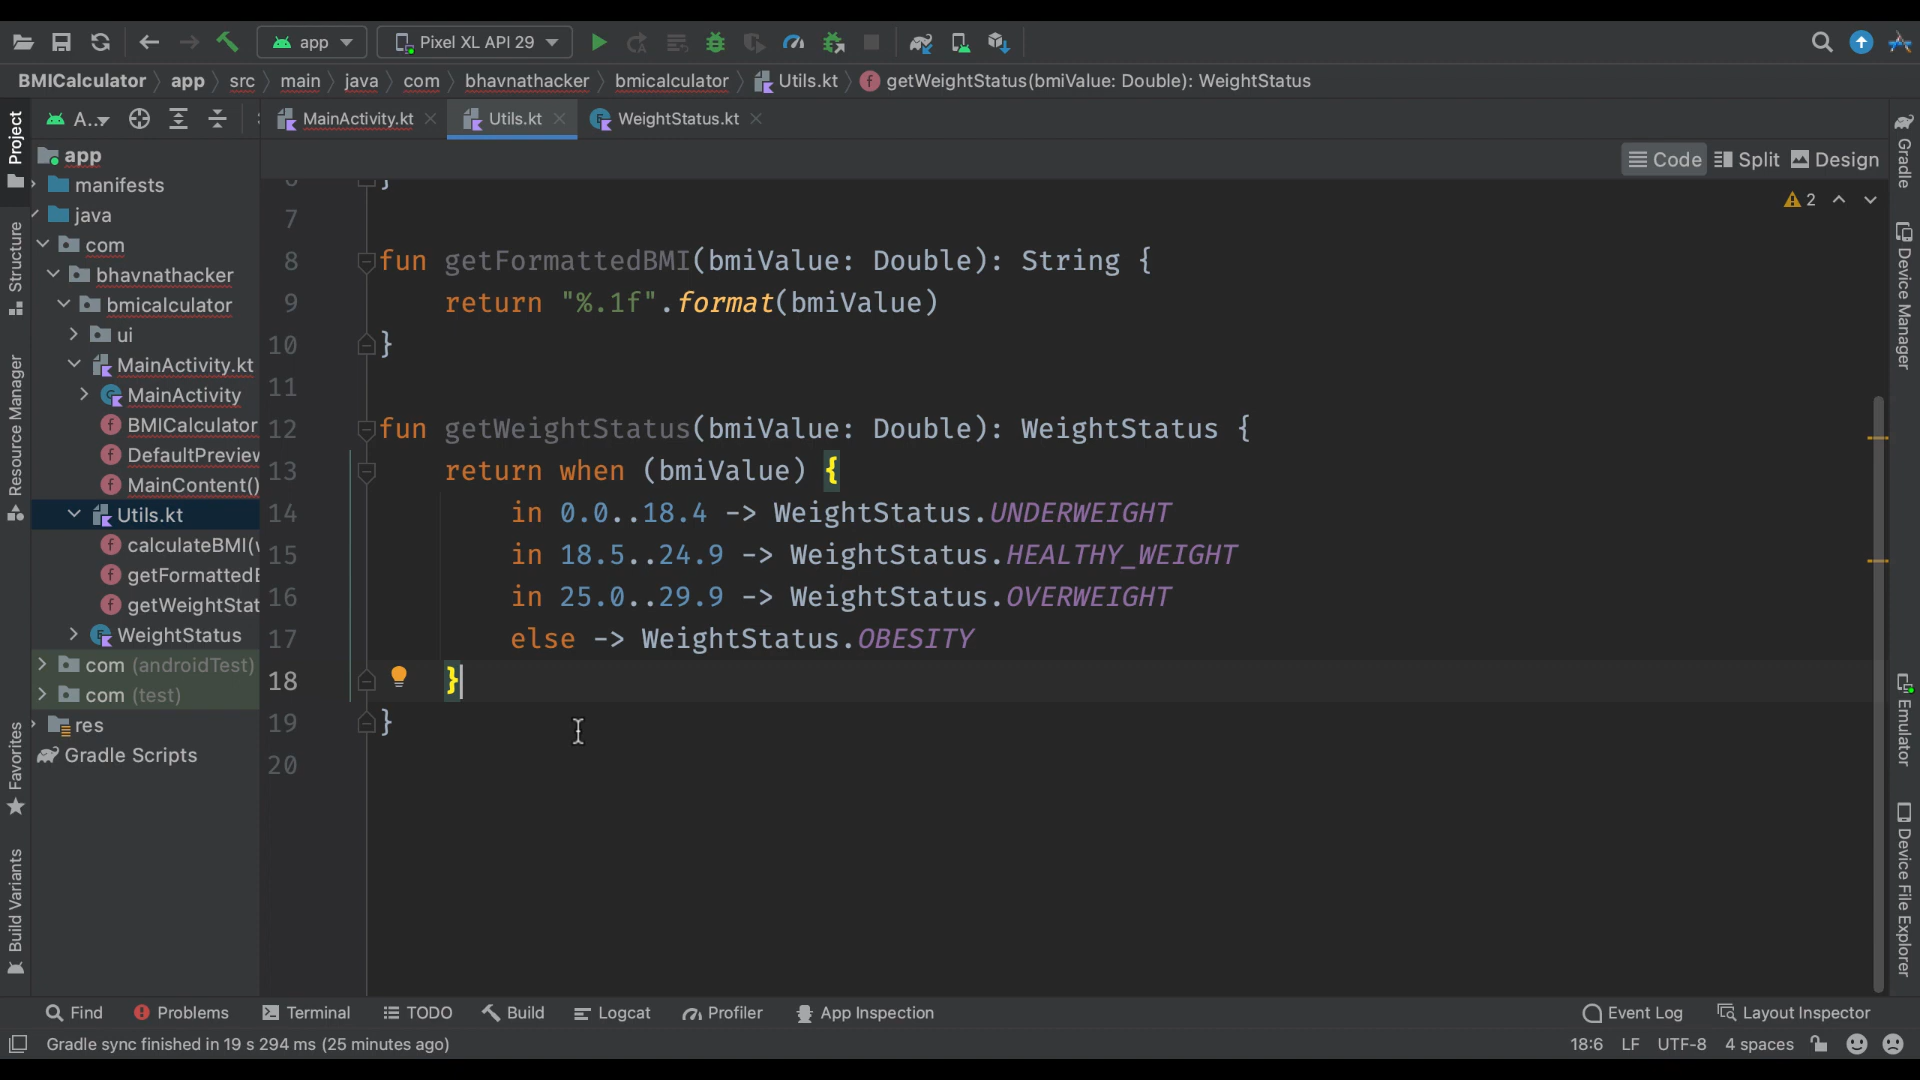 app
Pixel XL API 29
BMICalculator app src main java com bhavnathacker bmicalculator Utils.kt getWeightStatus(bmiValue: Double): WeightStatus
A..
MainActivity.kt Utils.kt WeightStatus.kt
Code Split Design
2
Project
Structure
Resource Manager
Favorites
Build Variants
app
manifests
java
com
bhavnathacker
bmicalculator
ui
MainActivity.kt
MainActivity
BMICalculator
DefaultPreview
MainContent()
Utils.kt
calculateBMI(
getFormatted
getWeightStat
WeightStatus
com (androidTest)
com (test)
res
Gradle Scripts
7
8 fun getFormattedBMI(bmiValue: Double): String {
9 return "%.1f".format(bmiValue)
10 }
11
12 fun getWeightStatus(bmiValue: Double): WeightStatus {
13 return when (bmiValue) {
14 in 0.0..18.4 -> WeightStatus.UNDERWEIGHT
15 in 18.5..24.9 -> WeightStatus.HEALTHY_WEIGHT
16 in 25.0..29.9 -> WeightStatus.OVERWEIGHT
17 else -> WeightStatus.OBESITY
18 }
19 }
20
Gradle
Device Manager
Emulator
Device File Explorer
Find Problems Terminal TODO Build Logcat Profiler App Inspection Event Log Layout Inspector
Gradle sync finished in 19 s 294 ms (25 minutes ago) 18:6 LF UTF-8 4 spaces